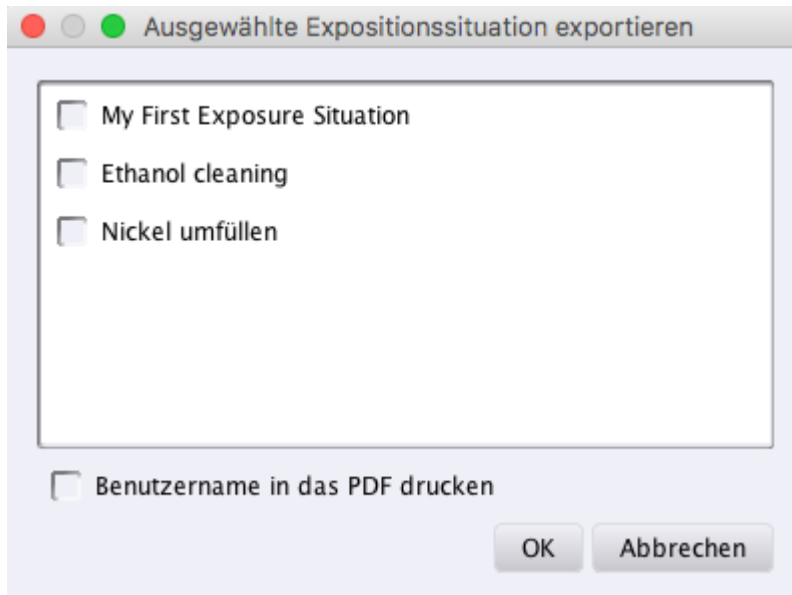 Ausgewählte Expositionssituation exportieren
My First Exposure Situation
Ethanol cleaning
Nickel umfüllen
Benutzername in das PDF drucken
OK Abbrechen